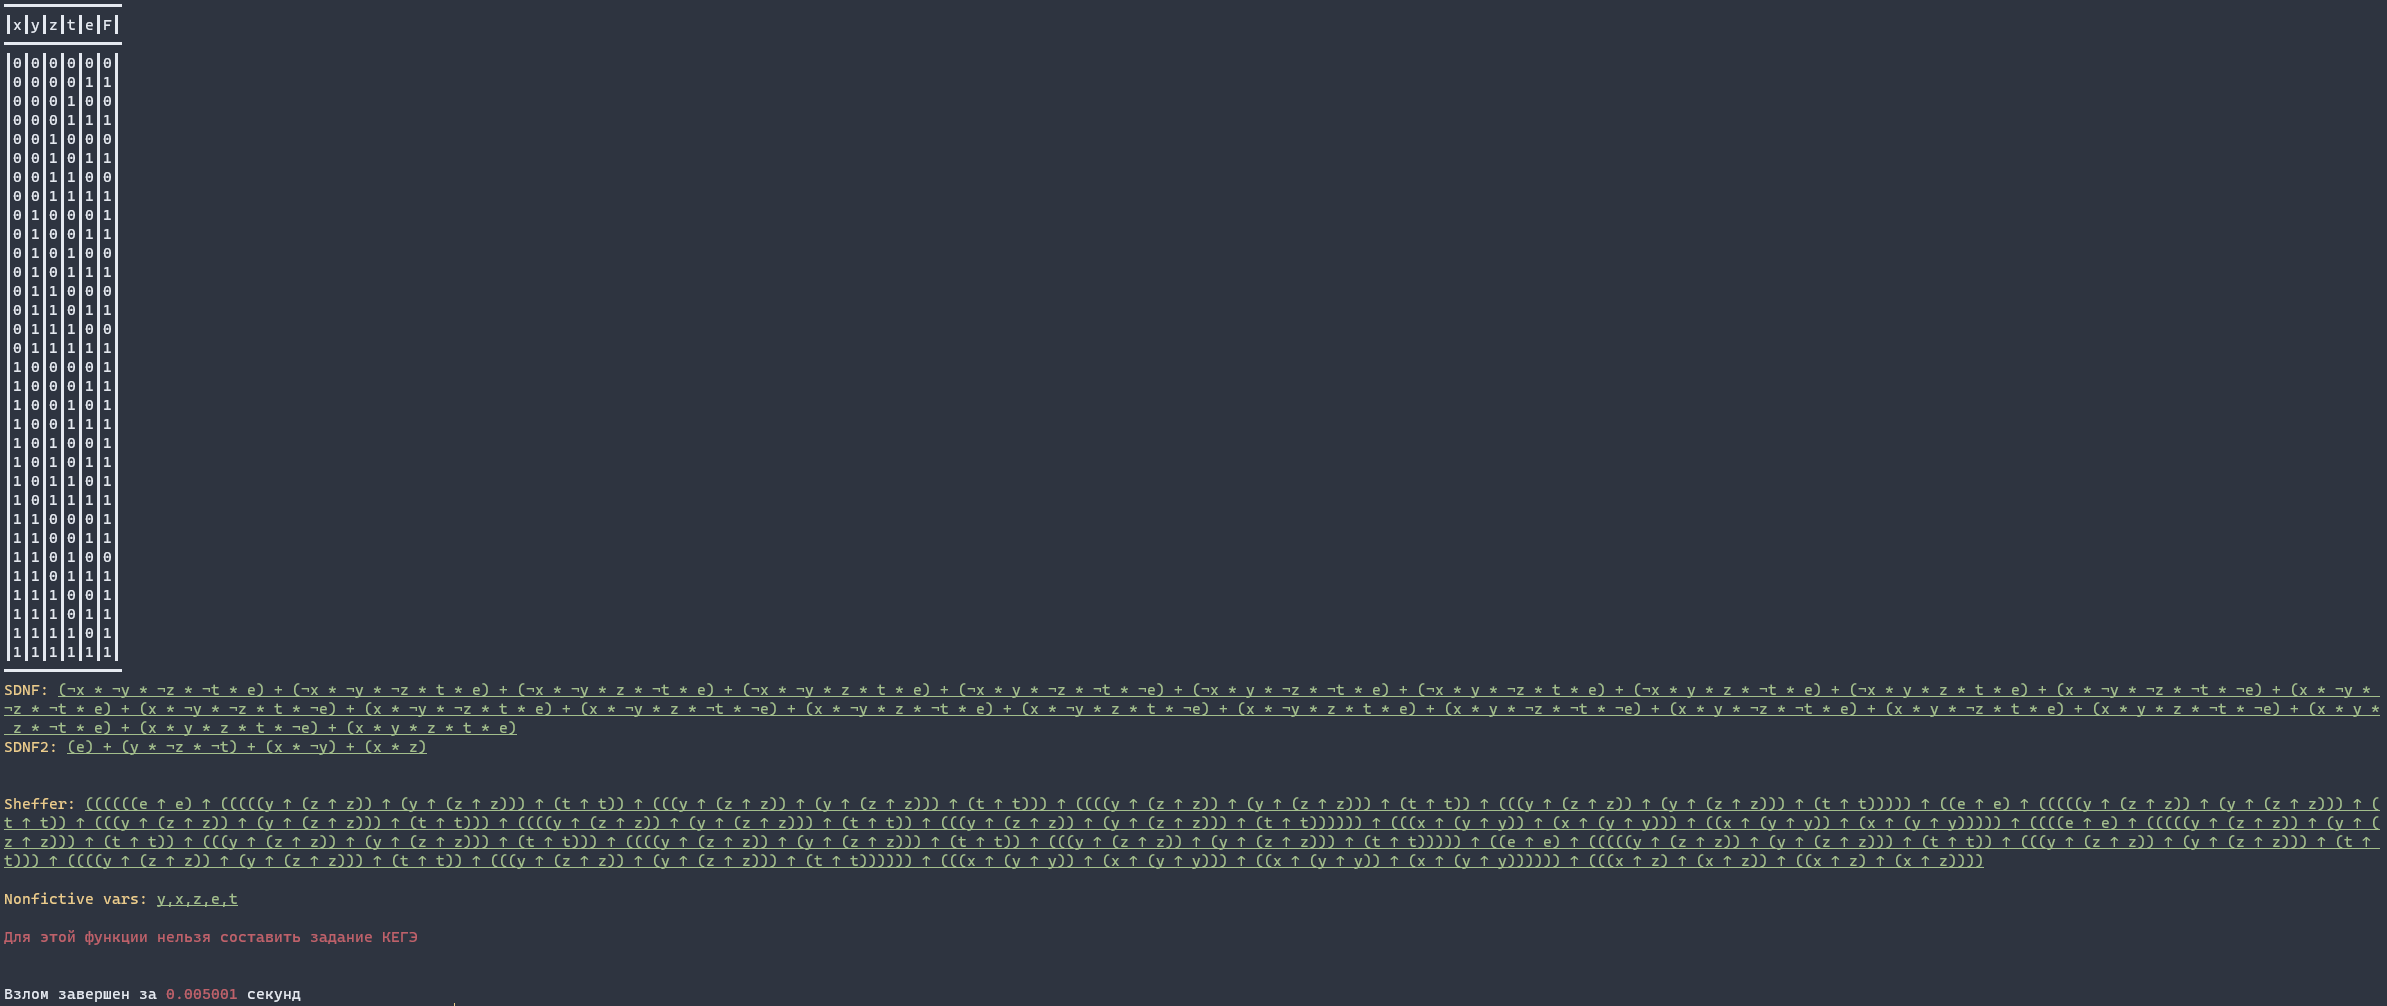 |x|y|z|t|e|F|
|0|0|0|0|0|0|
|0|0|0|0|1|1|
|0|0|0|1|0|0|
|0|0|0|1|1|1|
|0|0|1|0|0|0|
|0|0|1|0|1|1|
|0|0|1|1|0|0|
|0|0|1|1|1|1|
|0|1|0|0|0|1|
|0|1|0|0|1|1|
|0|1|0|1|0|0|
|0|1|0|1|1|1|
|0|1|1|0|0|0|
|0|1|1|0|1|1|
|0|1|1|1|0|0|
|0|1|1|1|1|1|
|1|0|0|0|0|1|
|1|0|0|0|1|1|
|1|0|0|1|0|1|
|1|0|0|1|1|1|
|1|0|1|0|0|1|
|1|0|1|0|1|1|
|1|0|1|1|0|1|
|1|0|1|1|1|1|
|1|1|0|0|0|1|
|1|1|0|0|1|1|
|1|1|0|1|0|0|
|1|1|0|1|1|1|
|1|1|1|0|0|1|
|1|1|1|0|1|1|
|1|1|1|1|0|1|
|1|1|1|1|1|1|
SDNF: (¬x * ¬y * ¬z * ¬t * e) + (¬x * ¬y * ¬z * t * e) + (¬x * ¬y * z * ¬t * e) + (¬x * ¬y * z * t * e) + (¬x * y * ¬z * ¬t * ¬e) + (¬x * y * ¬z * ¬t * e) + (¬x * y * ¬z * t * e) + (¬x * y * z * ¬t * e) + (¬x * y * z * t * e) + (x * ¬y * ¬z * ¬t * ¬e) + (x * ¬y *
¬z * ¬t * e) + (x * ¬y * ¬z * t * ¬e) + (x * ¬y * ¬z * t * e) + (x * ¬y * z * ¬t * ¬e) + (x * ¬y * z * ¬t * e) + (x * ¬y * z * t * ¬e) + (x * ¬y * z * t * e) + (x * y * ¬z * ¬t * ¬e) + (x * y * ¬z * ¬t * e) + (x * y * ¬z * t * e) + (x * y * z * ¬t * ¬e) + (x * y *
z * ¬t * e) + (x * y * z * t * ¬e) + (x * y * z * t * e)
SDNF2: (e) + (y * ¬z * ¬t) + (x * ¬y) + (x * z)
Sheffer: ((((((e ↑ e) ↑ (((((y ↑ (z ↑ z)) ↑ (y ↑ (z ↑ z))) ↑ (t ↑ t)) ↑ (((y ↑ (z ↑ z)) ↑ (y ↑ (z ↑ z))) ↑ (t ↑ t))) ↑ ((((y ↑ (z ↑ z)) ↑ (y ↑ (z ↑ z))) ↑ (t ↑ t)) ↑ (((y ↑ (z ↑ z)) ↑ (y ↑ (z ↑ z))) ↑ (t ↑ t))))) ↑ ((e ↑ e) ↑ (((((y ↑ (z ↑ z)) ↑ (y ↑ (z ↑ z))) ↑ (
t ↑ t)) ↑ (((y ↑ (z ↑ z)) ↑ (y ↑ (z ↑ z))) ↑ (t ↑ t))) ↑ ((((y ↑ (z ↑ z)) ↑ (y ↑ (z ↑ z))) ↑ (t ↑ t)) ↑ (((y ↑ (z ↑ z)) ↑ (y ↑ (z ↑ z))) ↑ (t ↑ t)))))) ↑ (((x ↑ (y ↑ y)) ↑ (x ↑ (y ↑ y))) ↑ ((x ↑ (y ↑ y)) ↑ (x ↑ (y ↑ y))))) ↑ ((((e ↑ e) ↑ (((((y ↑ (z ↑ z)) ↑ (y ↑ (
z ↑ z))) ↑ (t ↑ t)) ↑ (((y ↑ (z ↑ z)) ↑ (y ↑ (z ↑ z))) ↑ (t ↑ t))) ↑ ((((y ↑ (z ↑ z)) ↑ (y ↑ (z ↑ z))) ↑ (t ↑ t)) ↑ (((y ↑ (z ↑ z)) ↑ (y ↑ (z ↑ z))) ↑ (t ↑ t))))) ↑ ((e ↑ e) ↑ (((((y ↑ (z ↑ z)) ↑ (y ↑ (z ↑ z))) ↑ (t ↑ t)) ↑ (((y ↑ (z ↑ z)) ↑ (y ↑ (z ↑ z))) ↑ (t ↑
t))) ↑ ((((y ↑ (z ↑ z)) ↑ (y ↑ (z ↑ z))) ↑ (t ↑ t)) ↑ (((y ↑ (z ↑ z)) ↑ (y ↑ (z ↑ z))) ↑ (t ↑ t)))))) ↑ (((x ↑ (y ↑ y)) ↑ (x ↑ (y ↑ y))) ↑ ((x ↑ (y ↑ y)) ↑ (x ↑ (y ↑ y)))))) ↑ (((x ↑ z) ↑ (x ↑ z)) ↑ ((x ↑ z) ↑ (x ↑ z))))
Nonfictive vars: y,x,z,e,t
Для этой функции нельзя составить задание КЕГЭ
Взлом завершен за 0.005001 секунд